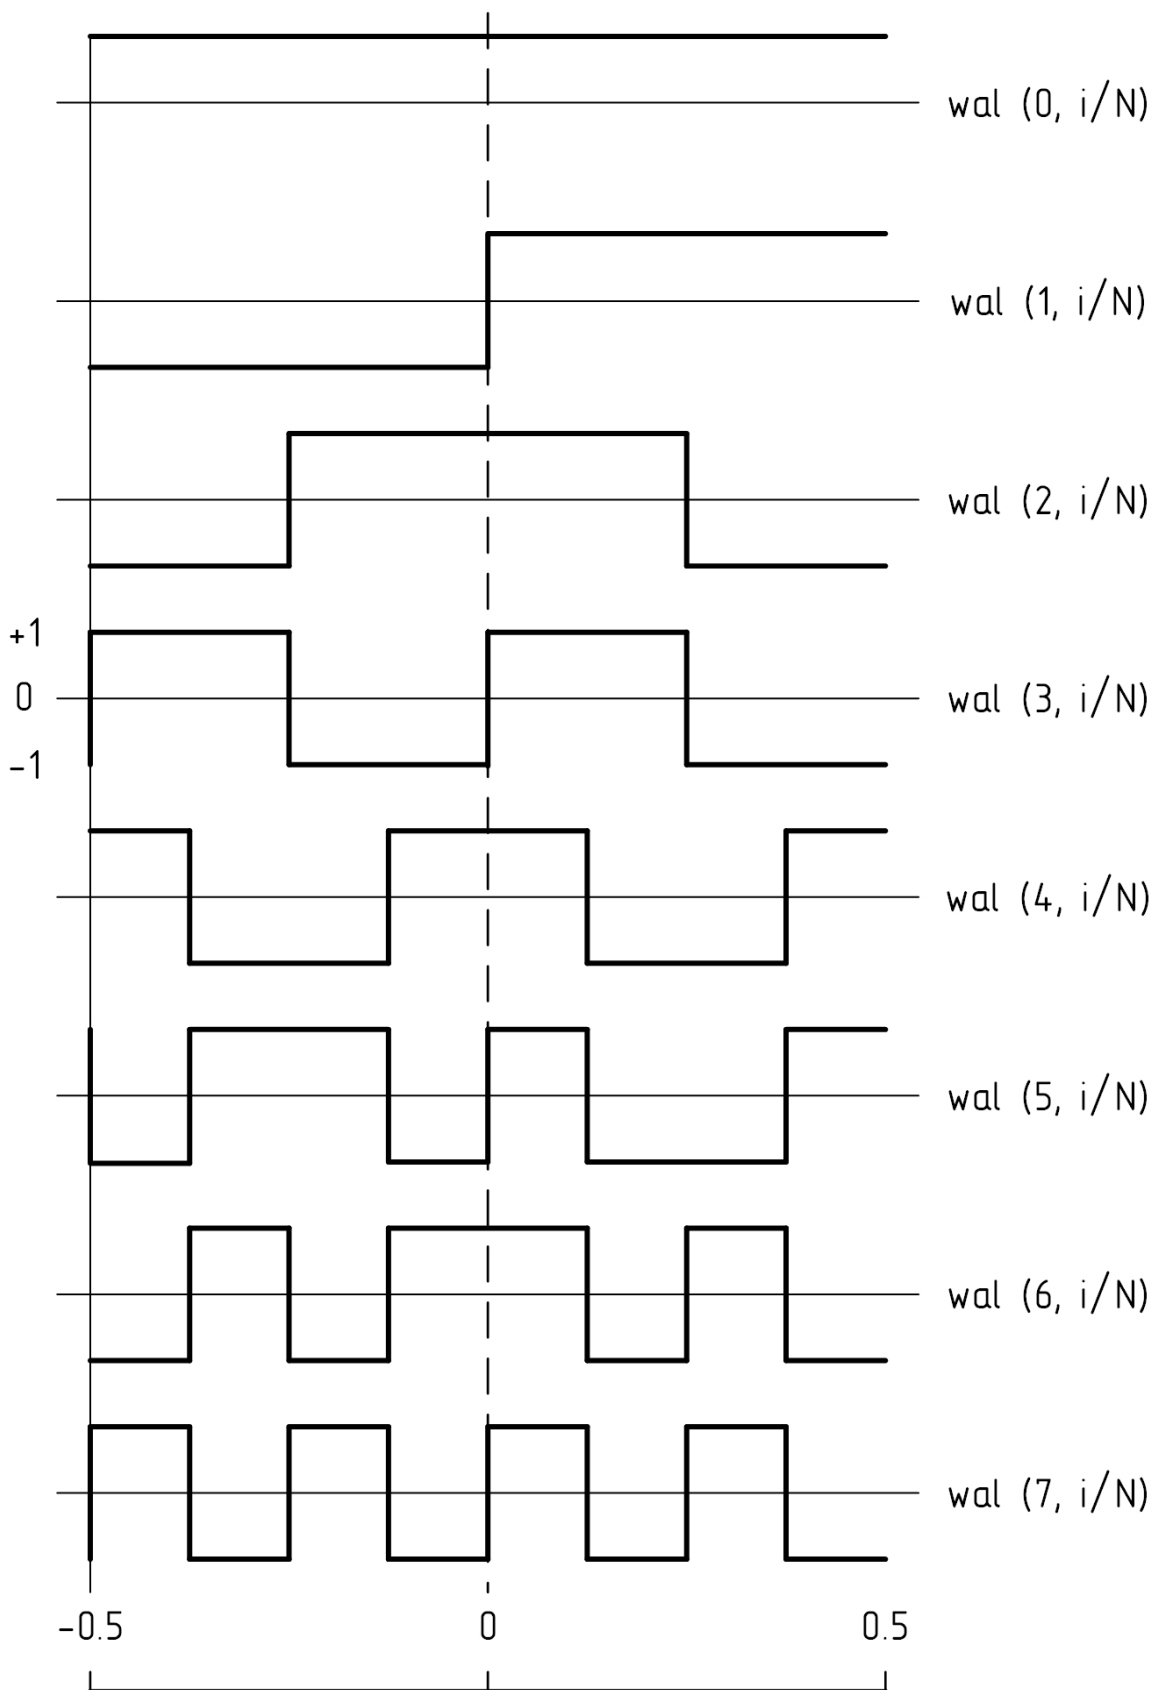 wal (0, i/N)
wal (1, i/N)
wal (2, i/N)
+1
0
wal (3, i/N)
-1
wal (4, i/N)
wal (5, i/N)
wal (6, i/N)
wal (7, i/N)
-0.5 0 0.5